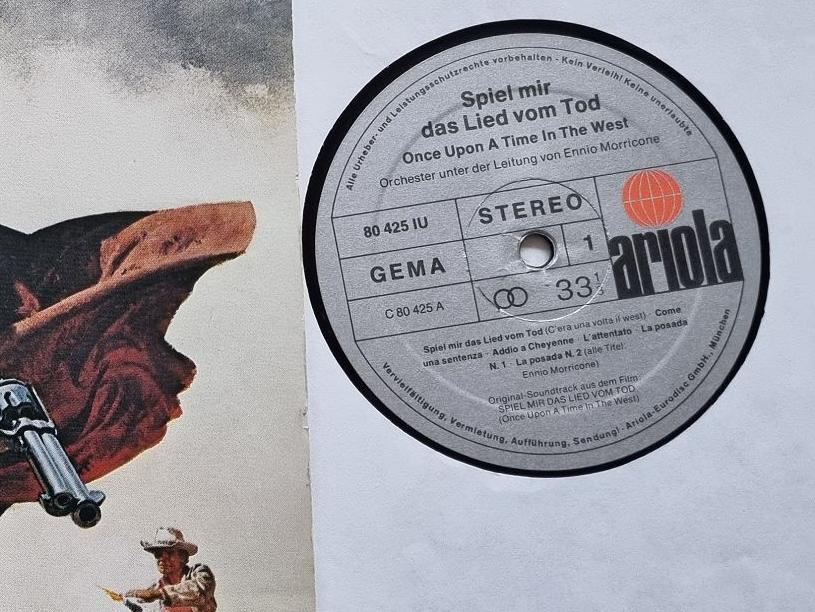 Alle Urheber- und Leistungsschutzrechte vorbehalten - Kein Verleih! Keine unerlaubte
Spiel mir
das Lied vom Tod
Once Upon A Time In The West
Orchester unter der Leitung von Ennio Morricone
80 425 IU
STEREO
GEMA
1
ariola
C 80 425 A
33 1/3
Spiel mir das Lied vom Tod (C'era una volta il west) · Come
una sentenza · Addio a Cheyenne · L'attentato · La posada
N. 1 · La posada N. 2 (alle Titel:
Ennio Morricone)
Original-Soundtrack aus dem Film:
SPIEL MIR DAS LIED VOM TOD
(Once Upon A Time In The West)
Vervielfältigung, Vermietung, Aufführung, Sendung! · Ariola-Eurodisc GmbH., München